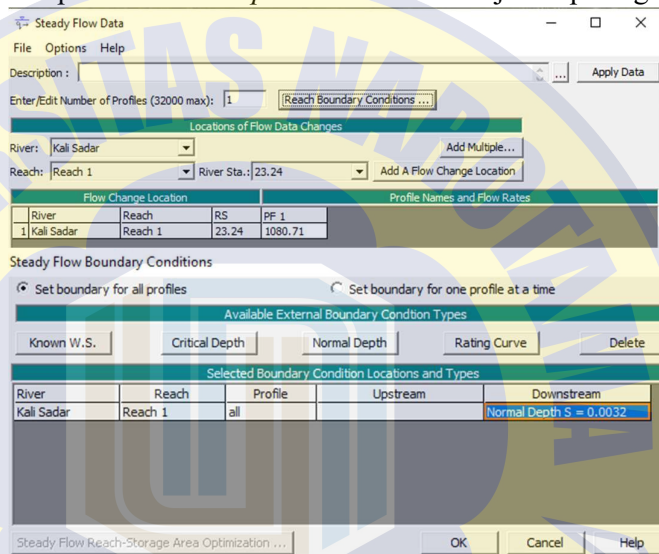 Steady Flow Data
File Options Help
Description : ... Apply Data
Enter/Edit Number of Profiles (32000 max): 1 Reach Boundary Conditions ...
Locations of Flow Data Changes
River: Kali Sadar Add Multiple...
Reach: Reach 1 River Sta.: 23.24 Add A Flow Change Location
Flow Change Location Profile Names and Flow Rates
River Reach RS PF 1
1 Kali Sadar Reach 1 23.24 1080.71
Steady Flow Boundary Conditions
Set boundary for all profiles Set boundary for one profile at a time
Available External Boundary Condtion Types
Known W.S. Critical Depth Normal Depth Rating Curve Delete
Selected Boundary Condition Locations and Types
River Reach Profile Upstream Downstream
Kali Sadar Reach 1 all Normal Depth S = 0.0032
Steady Flow Reach-Storage Area Optimization ... OK Cancel Help